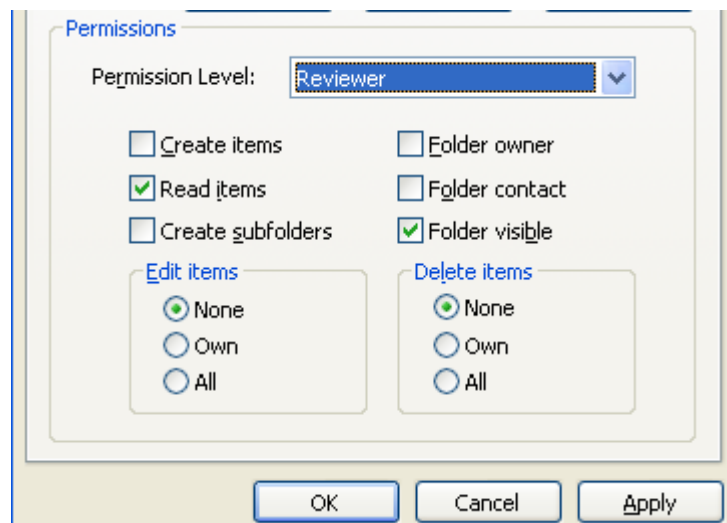 Permissions
Permission Level: Reviewer
Create items Folder owner
Read items Folder contact
Create subfolders Folder visible
Edit items Delete items
None None
Own Own
All All
OK Cancel Apply